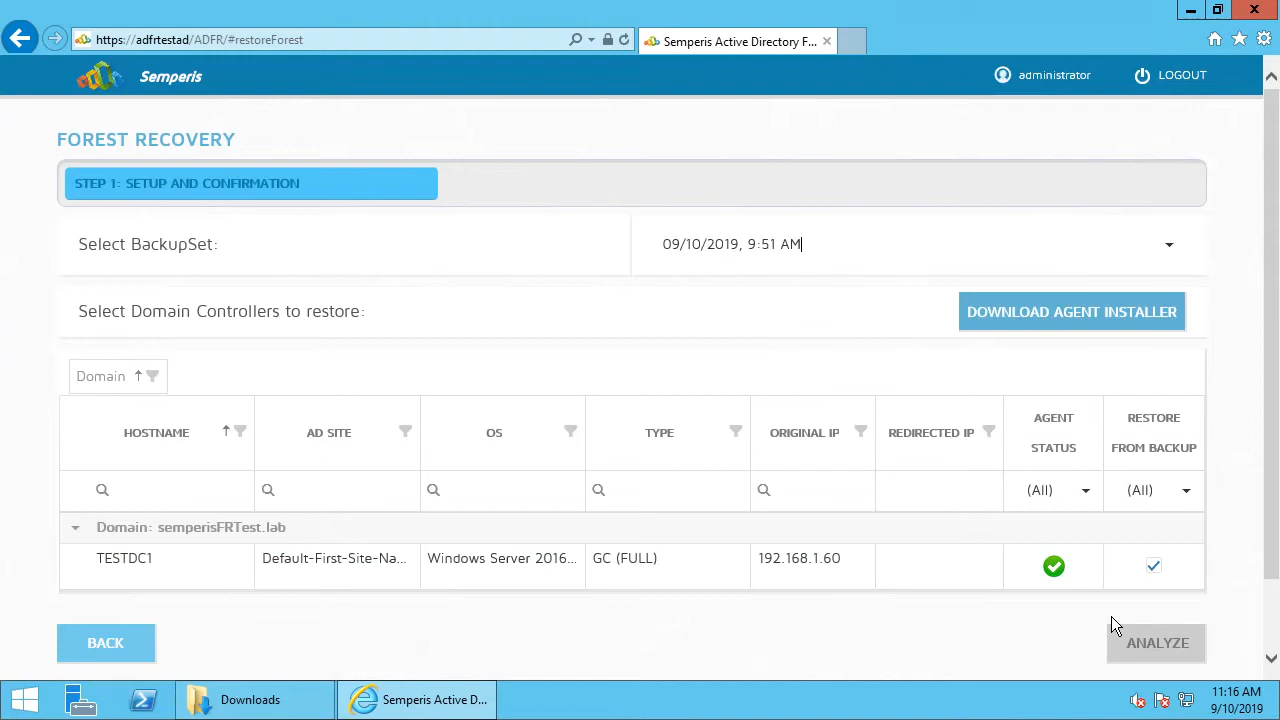 https://adfrtestad/ADFR/#restoreForest
Semperis Active Directory F...
Semperis
administrator
LOGOUT
FOREST RECOVERY
STEP 1: SETUP AND CONFIRMATION
Select BackupSet:
09/10/2019, 9:51 AM
Select Domain Controllers to restore:
DOWNLOAD AGENT INSTALLER
Domain
HOSTNAME
AD SITE
OS
TYPE
ORIGINAL IP
REDIRECTED IP
AGENT
STATUS
RESTORE
FROM BACKUP
(All)
(All)
Domain: semperisFRTest.lab
TESTDC1
Default-First-Site-Na...
Windows Server 2016...
GC (FULL)
192.168.1.60
BACK
ANALYZE
Downloads
Semperis Active D...
11:16 AM
9/10/2019